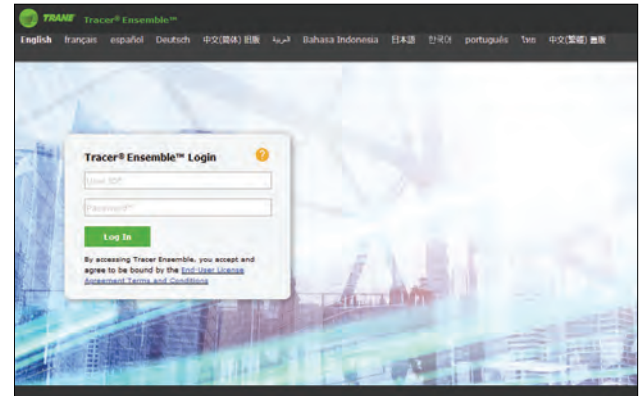 TRANE Tracer® Ensemble™
English français español Deutsch 中文(简体) 旧版 العربية Bahasa Indonesia 日本語 한국어 português ไทย 中文(繁體) 舊版
Tracer® Ensemble™ Login ?
User ID*
Password*
Log In
By accessing Tracer Ensemble, you accept and
agree to be bound by the End-User License
Agreement Terms and Conditions